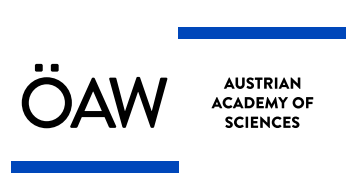 ÖAW
AUSTRIAN
ACADEMY OF
SCIENCES